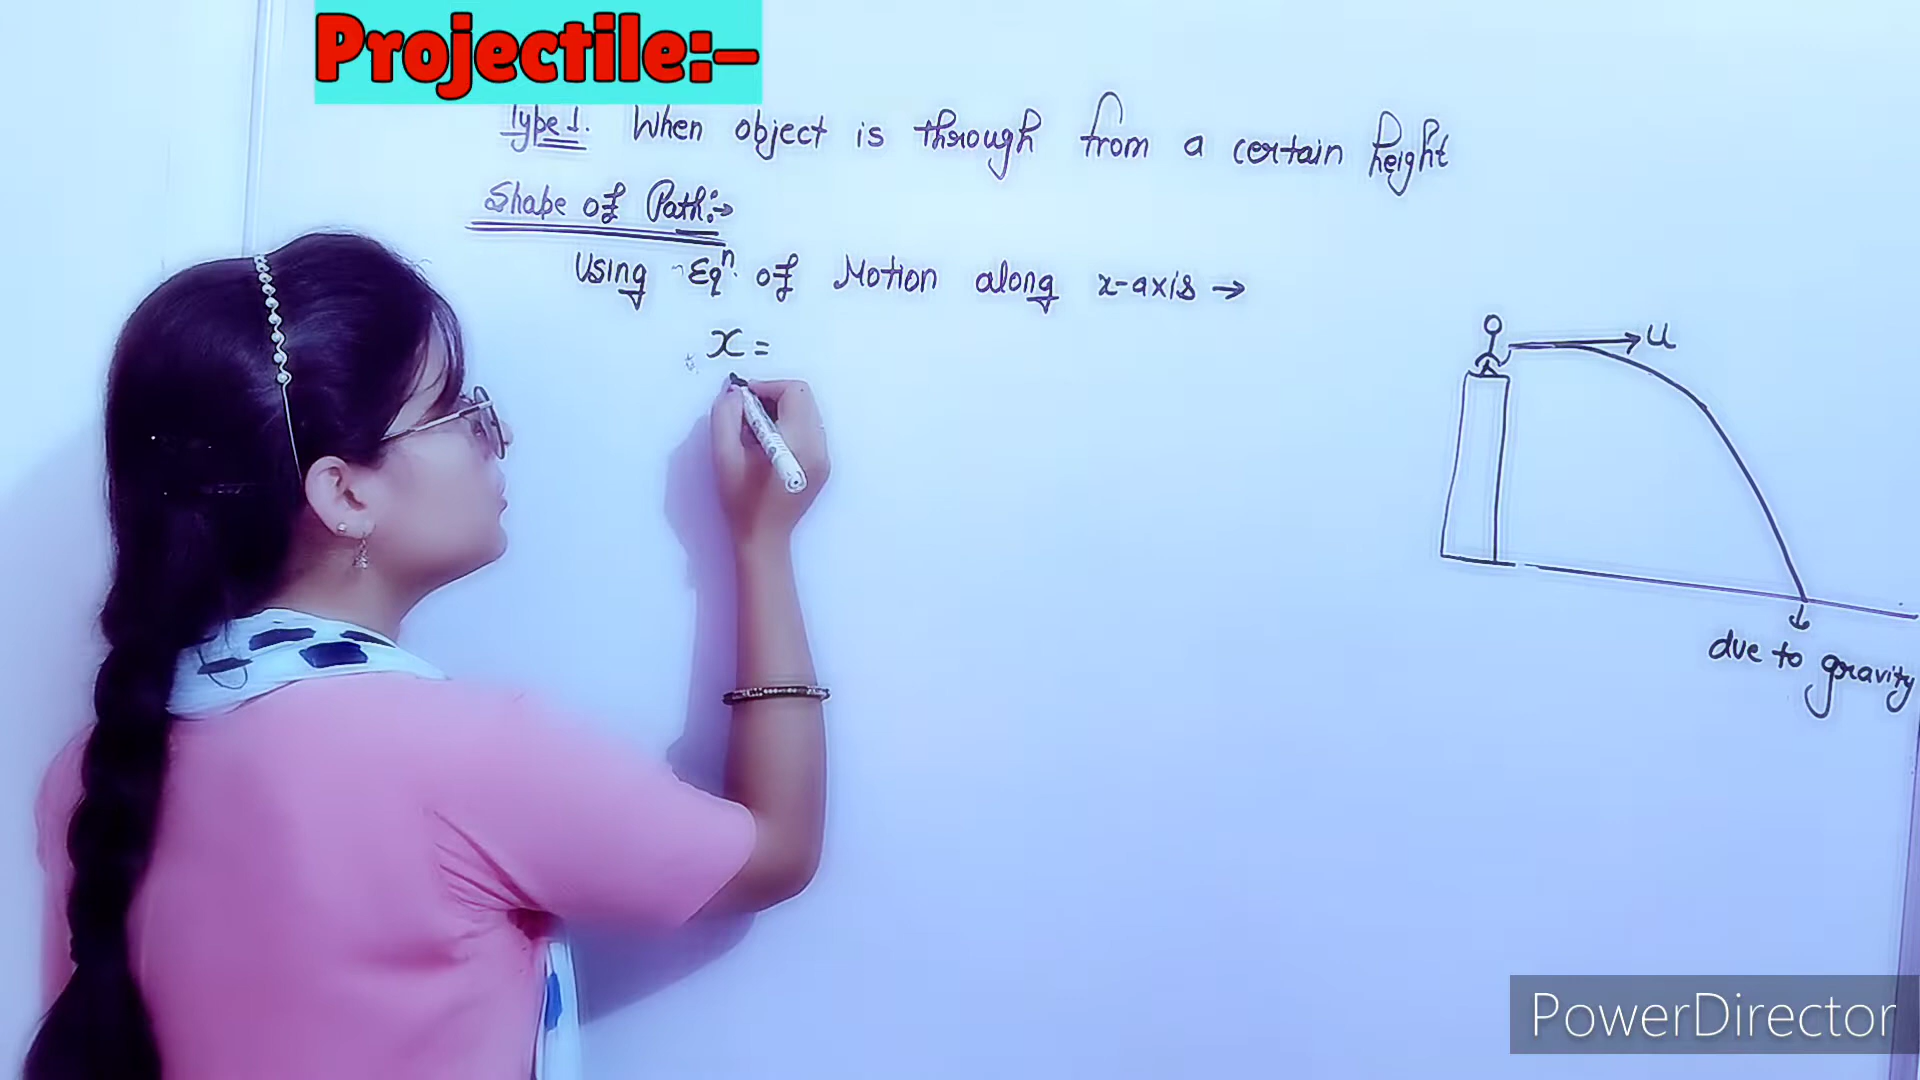 Projectile:-
Type 1. When object is through from a certain height
Shape of Path:→
Using Eqn. of Motion along x-axis →
x =
u
due to gravity
PowerDirector